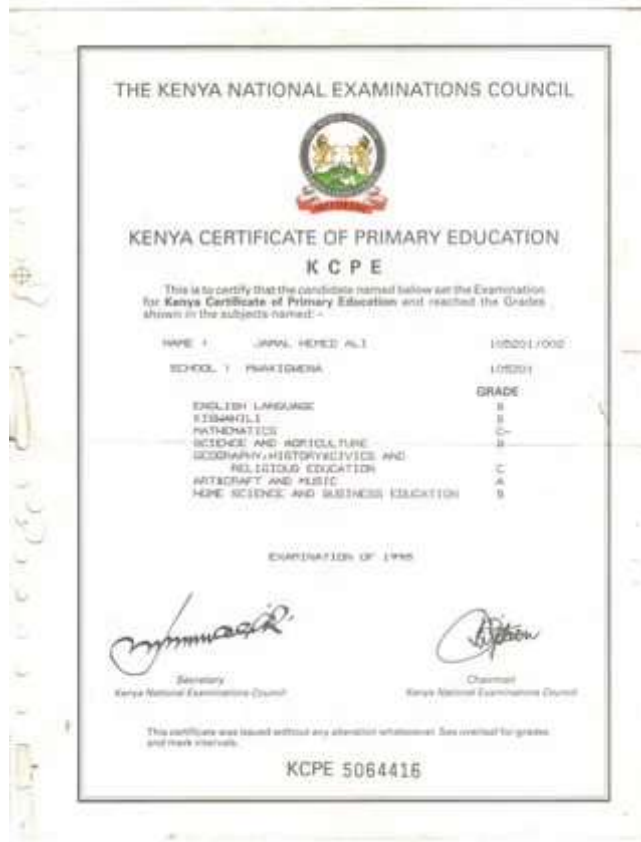 THE KENYA NATIONAL EXAMINATIONS COUNCIL
KENYA CERTIFICATE OF PRIMARY EDUCATION
K C P E
This is to certify that the candidate named below sat the Examination
for Kenya Certificate of Primary Education and reached the Grades
shown in the subjects named: –
NAME : JAMAL HEMED ALI 105201/002
SCHOOL : MWAKIGWENA 105201
GRADE
ENGLISH LANGUAGE B
KISWAHILI
MATHEMATICS C-
SCIENCE AND AGRICULTURE B
GEOGRAPHY,HISTORY&CIVICS AND
RELIGIOUS EDUCATION C
ART&CRAFT AND MUSIC A
HOME SCIENCE AND BUSINESS EDUCATION B
EXAMINATION OF
Secretary Chairman
Kenya National Examinations Council Kenya National Examinations Council
This certificate was issued without any alteration whatsoever. See overleaf for grades
and mark intervals.
KCPE 5064416